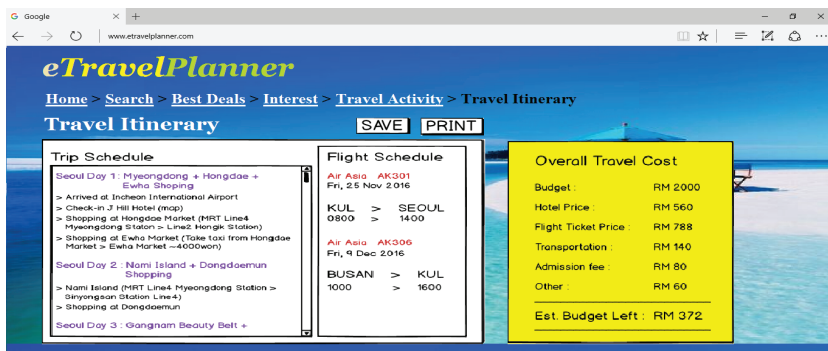 Google
www.etravelplanner.com
eTravelPlanner
Home > Search > Best Deals > Interest > Travel Activity > Travel Itinerary
Travel Itinerary
SAVE PRINT
Trip Schedule
Seoul Day 1 : Myeongdong + Hongdae +
Ewha Shoping
> Arrived at Incheon International Airport
> Check-in J Hill Hotel (map)
> Shopping at Hongdae Market (MRT Line4
Myeongdong Staton > Line2 Hongik Station)
> Shopping at Ewha Market (Take taxi from Hongdae
Market > Ewha Market ~4000won)
Seoul Day 2 : Nami Island + Dongdaemun
Shopping
> Nami Island (MRT Line4 Myeongdong Station >
Sinyongsan Station Line4)
> Shopping at Dongdaemun
Seoul Day 3 : Gangnam Beauty Belt +
Flight Schedule
Air Asia AK301
Fri, 25 Nov 2016
KUL > SEOUL
0800 > 1400
Air Asia AK306
Fri, 9 Dec 2016
BUSAN > KUL
1000 > 1600
Overall Travel Cost
Budget : RM 2000
Hotel Price : RM 560
Flight Ticket Price : RM 788
Transportation : RM 140
Admission fee : RM 80
Other : RM 60
Est. Budget Left : RM 372